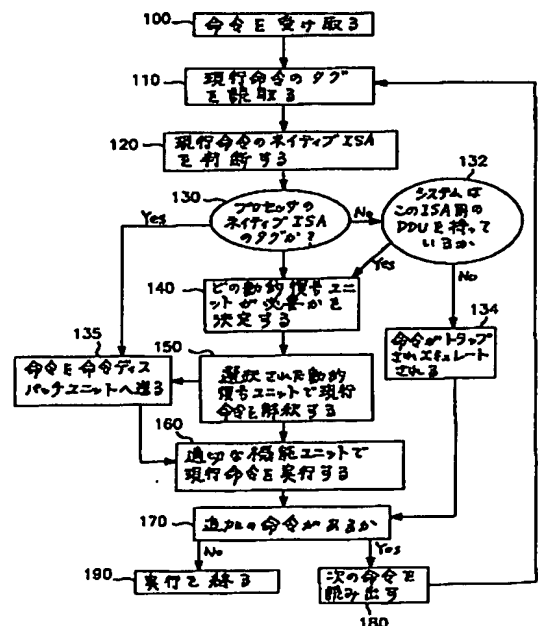 100
命令を受け取る
110
現行命令のタグ
を読取る
120
現行命令のネイティブISA
を判断する
130
プロセッサの
ネイティブISA
のタグか?
Yes
No
132
システムは
このISA用の
DDUを持って
いるか
Yes
No
140
どの動的復号ユニ
ットが必要かを
決定する
134
命令がトラップ
されエミュレート
される
135
命令を命令ディス
パッチユニットへ送る
150
選択された動的
復号ユニットで現行
命令を解釈する
160
適切な機能ユニットで
現行命令を実行する
170
追加の命令があるか
No
Yes
190
実行を終る
次の命令を
読み出す
180